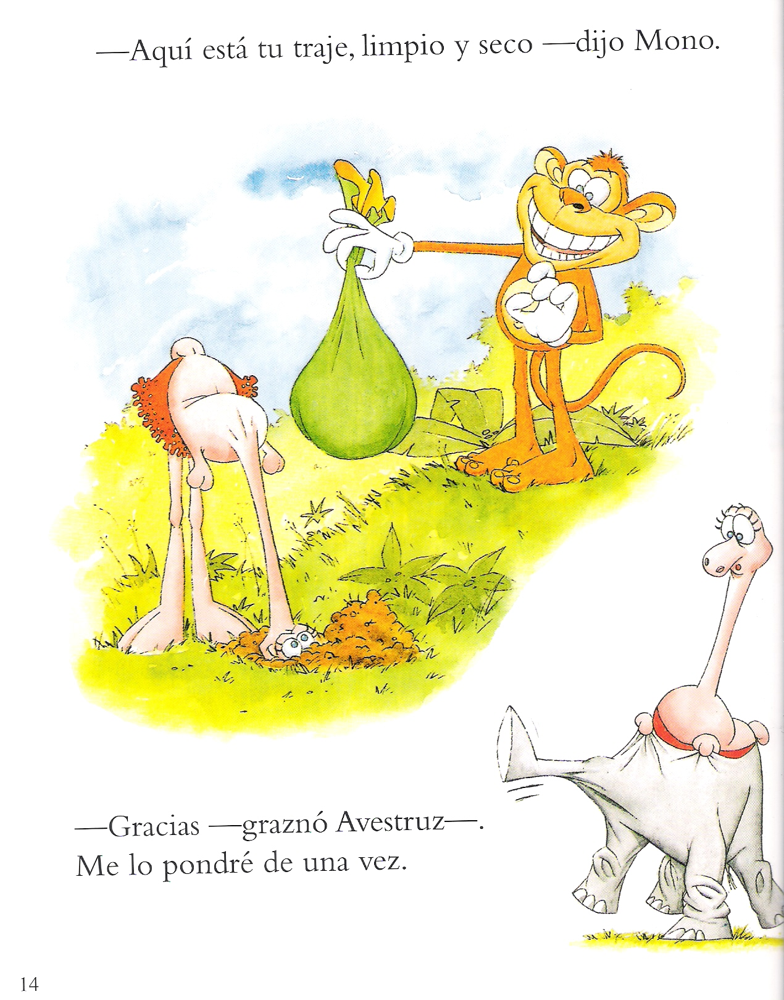 —Aquí está tu traje, limpio y seco —dijo Mono.
—Gracias —graznó Avestruz—.
Me lo pondré de una vez.
14